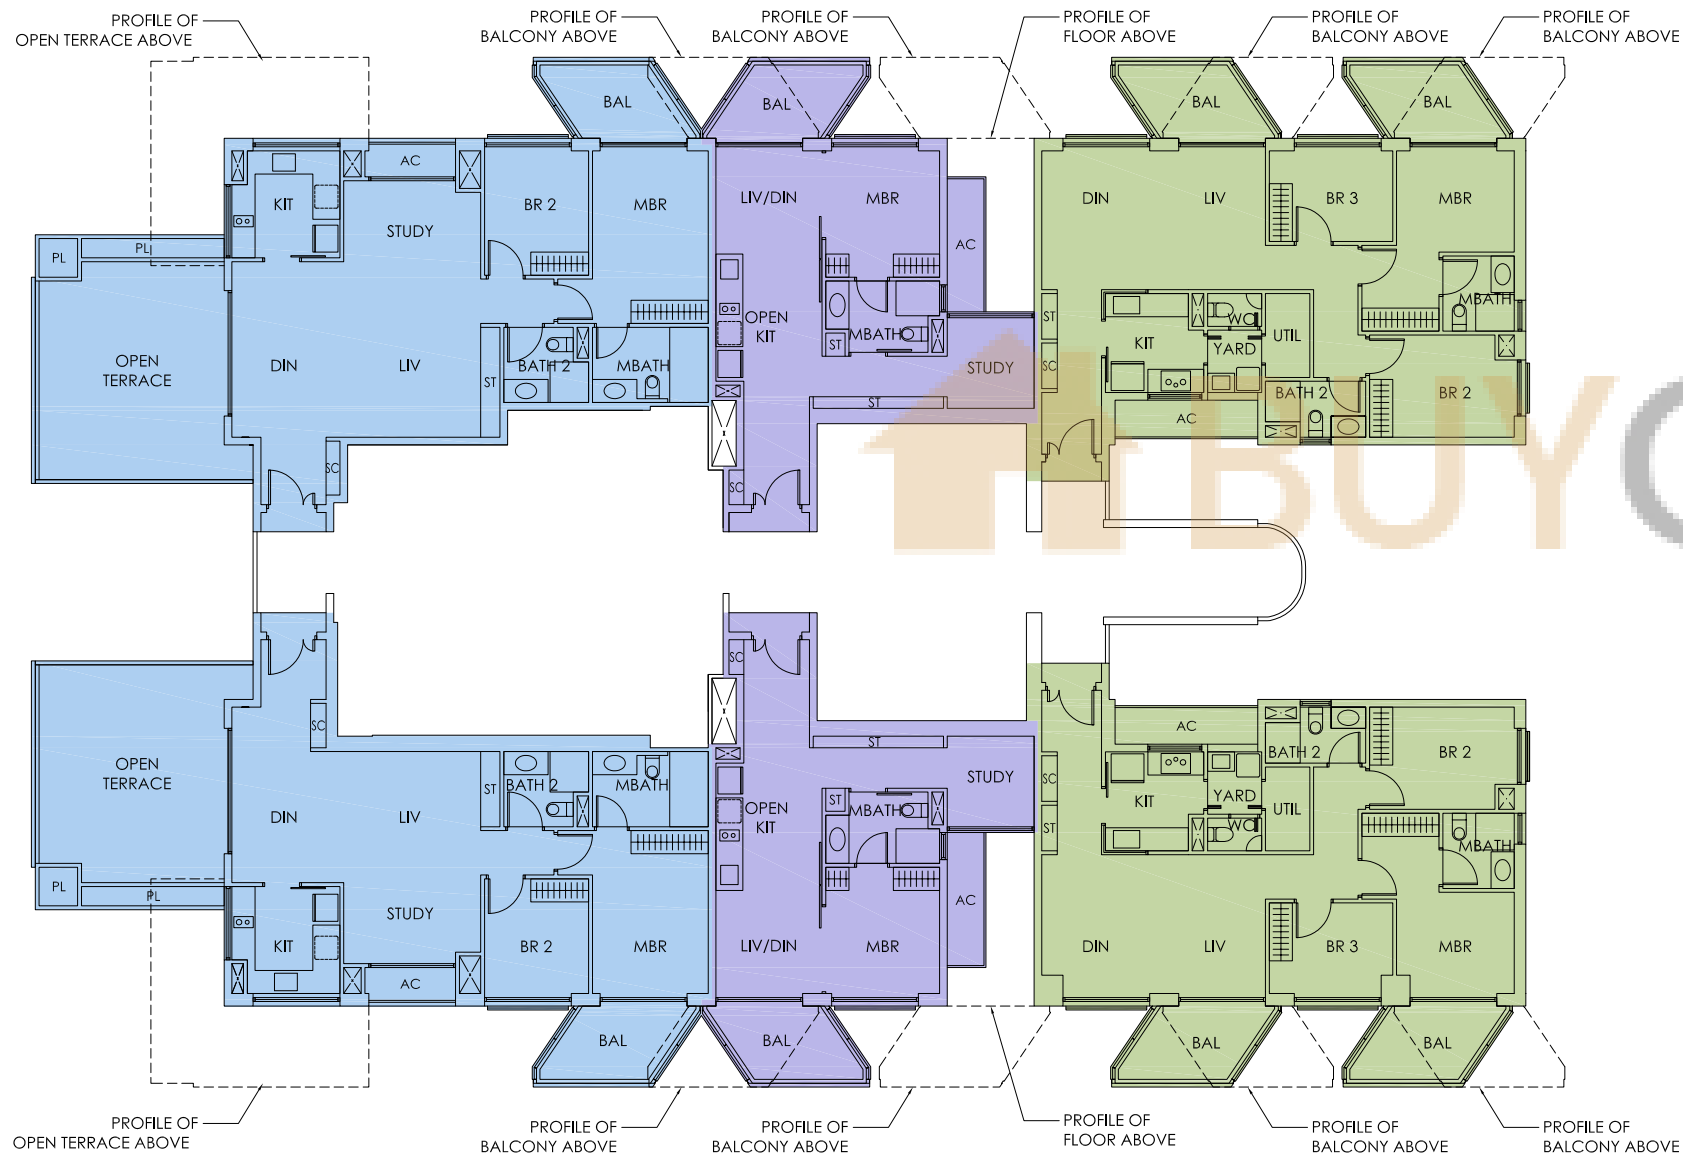 PROFILE OF
OPEN TERRACE ABOVE
PROFILE OF
BALCONY ABOVE
PROFILE OF
BALCONY ABOVE
PROFILE OF
FLOOR ABOVE
PROFILE OF
BALCONY ABOVE
PROFILE OF
BALCONY ABOVE
BAL
BAL
BAL
BAL
AC
KIT
STUDY
BR 2
MBR
LIV/DIN
MBR
AC
DIN
LIV
BR 3
MBR
PL
PL
OPEN
TERRACE
DIN
LIV
ST
BATH 2
MBATH
OPEN
KIT
MBATH
ST
STUDY
ST
ST
SC
KIT
WC
YARD
UTIL
MBATH
BATH 2
BR 2
AC
SC
SC
BUYC
SC
SC
AC
ST
BATH 2
BR 2
OPEN
TERRACE
DIN
LIV
ST
BATH 2
MBATH
OPEN
KIT
ST
MBATH
STUDY
SC
ST
KIT
YARD
WC
UTIL
MBATH
PL
PL
KIT
STUDY
BR 2
MBR
LIV/DIN
MBR
AC
DIN
LIV
BR 3
MBR
AC
BAL
BAL
BAL
BAL
PROFILE OF
OPEN TERRACE ABOVE
PROFILE OF
BALCONY ABOVE
PROFILE OF
BALCONY ABOVE
PROFILE OF
FLOOR ABOVE
PROFILE OF
BALCONY ABOVE
PROFILE OF
BALCONY ABOVE